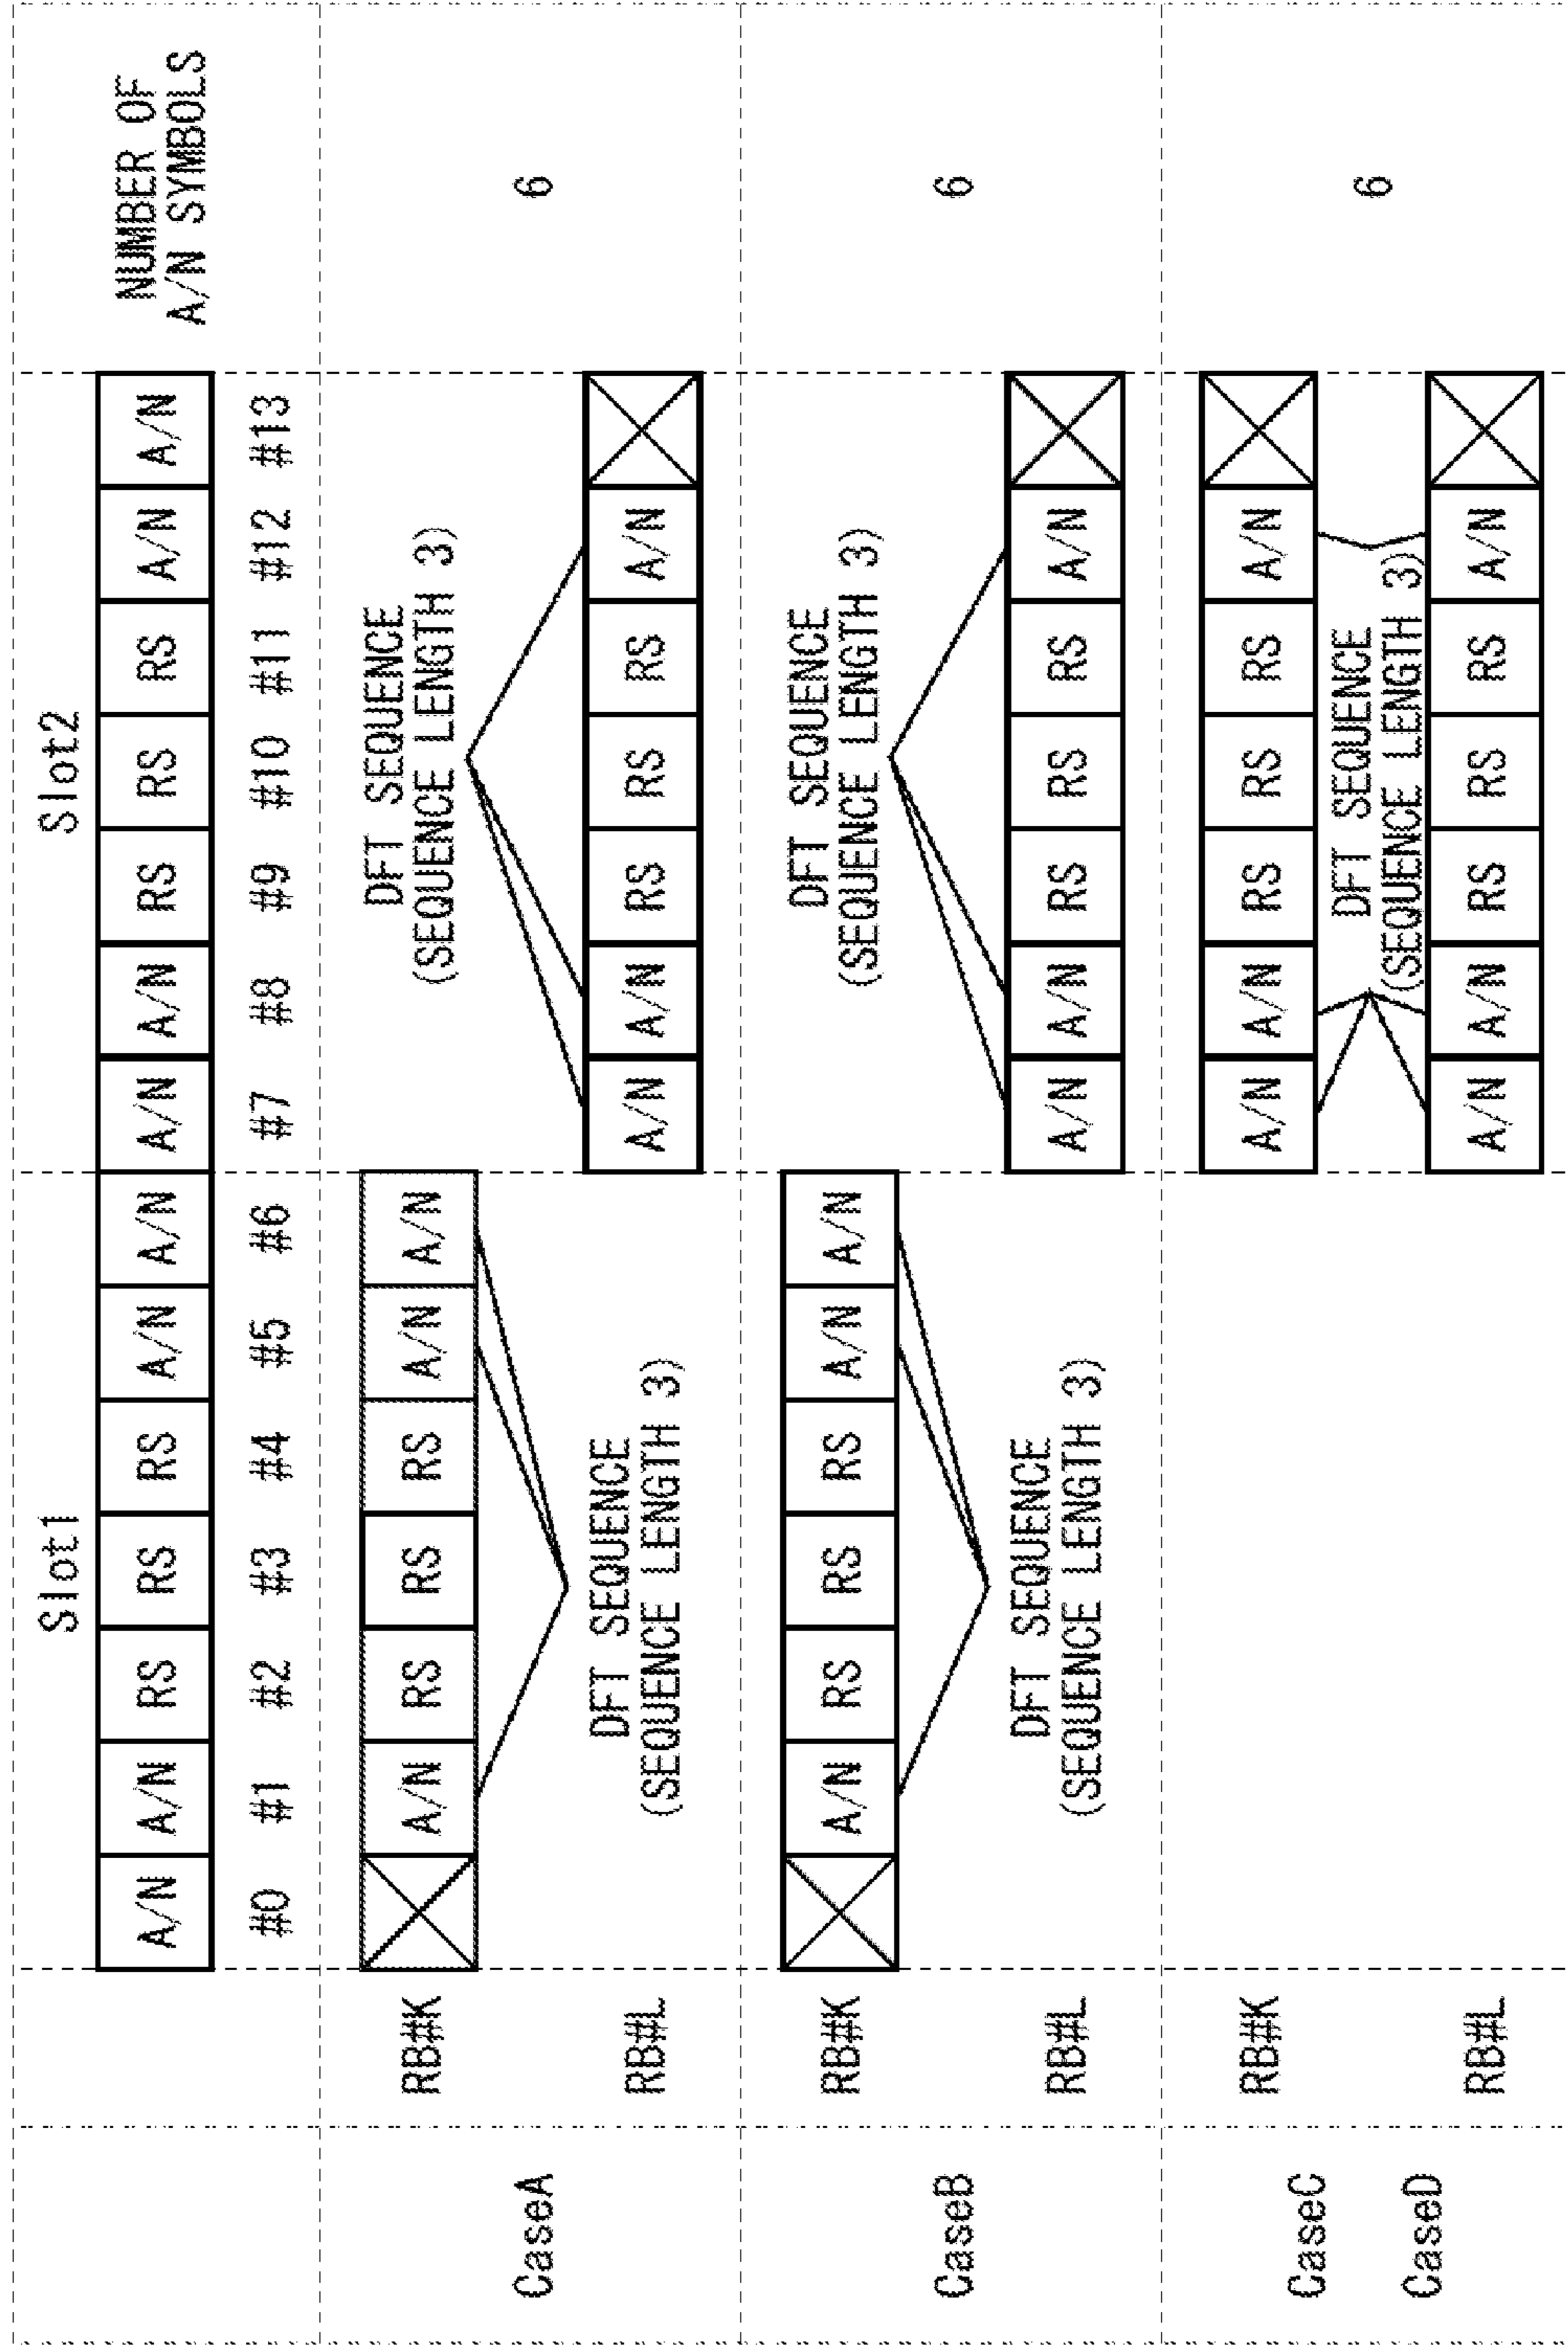 Slot1 Slot2 NUMBER OF
A/N SYMBOLS
A/N A/N RS RS RS A/N A/N A/N A/N RS RS RS A/N A/N
#0 #1 #2 #3 #4 #5 #6 #7 #8 #9 #10 #11 #12 #13
CaseA
RB#K A/N RS RS RS A/N A/N
DFT SEQUENCE
(SEQUENCE LENGTH 3)
6
RB#L A/N A/N RS RS RS A/N
DFT SEQUENCE
(SEQUENCE LENGTH 3)
CaseB
RB#K A/N RS RS RS A/N A/N
DFT SEQUENCE
(SEQUENCE LENGTH 3)
6
RB#L A/N A/N RS RS RS A/N
DFT SEQUENCE
(SEQUENCE LENGTH 3)
CaseC
CaseD
RB#K A/N A/N RS RS RS A/N
DFT SEQUENCE
(SEQUENCE LENGTH 3)
6
RB#L A/N A/N RS RS RS A/N